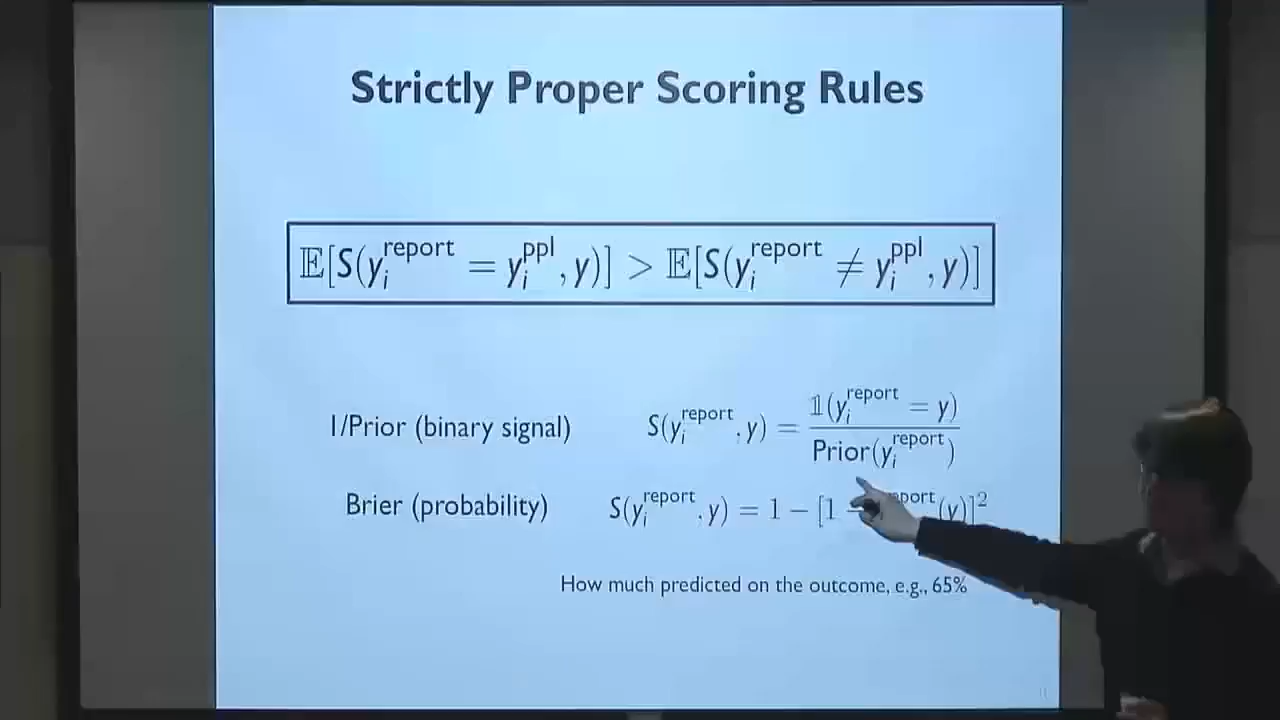 Strictly Proper Scoring Rules
𝔼[S(y_i^report = y_i^ppl, y)] > 𝔼[S(y_i^report ≠ y_i^ppl, y)]
1/Prior (binary signal) S(y_i^report, y) = 𝟙(y_i^report = y) / Prior(y_i^report)
Brier (probability) S(y_i^report, y) = 1 − [1 − (y)]²
How much predicted on the outcome, e.g., 65%